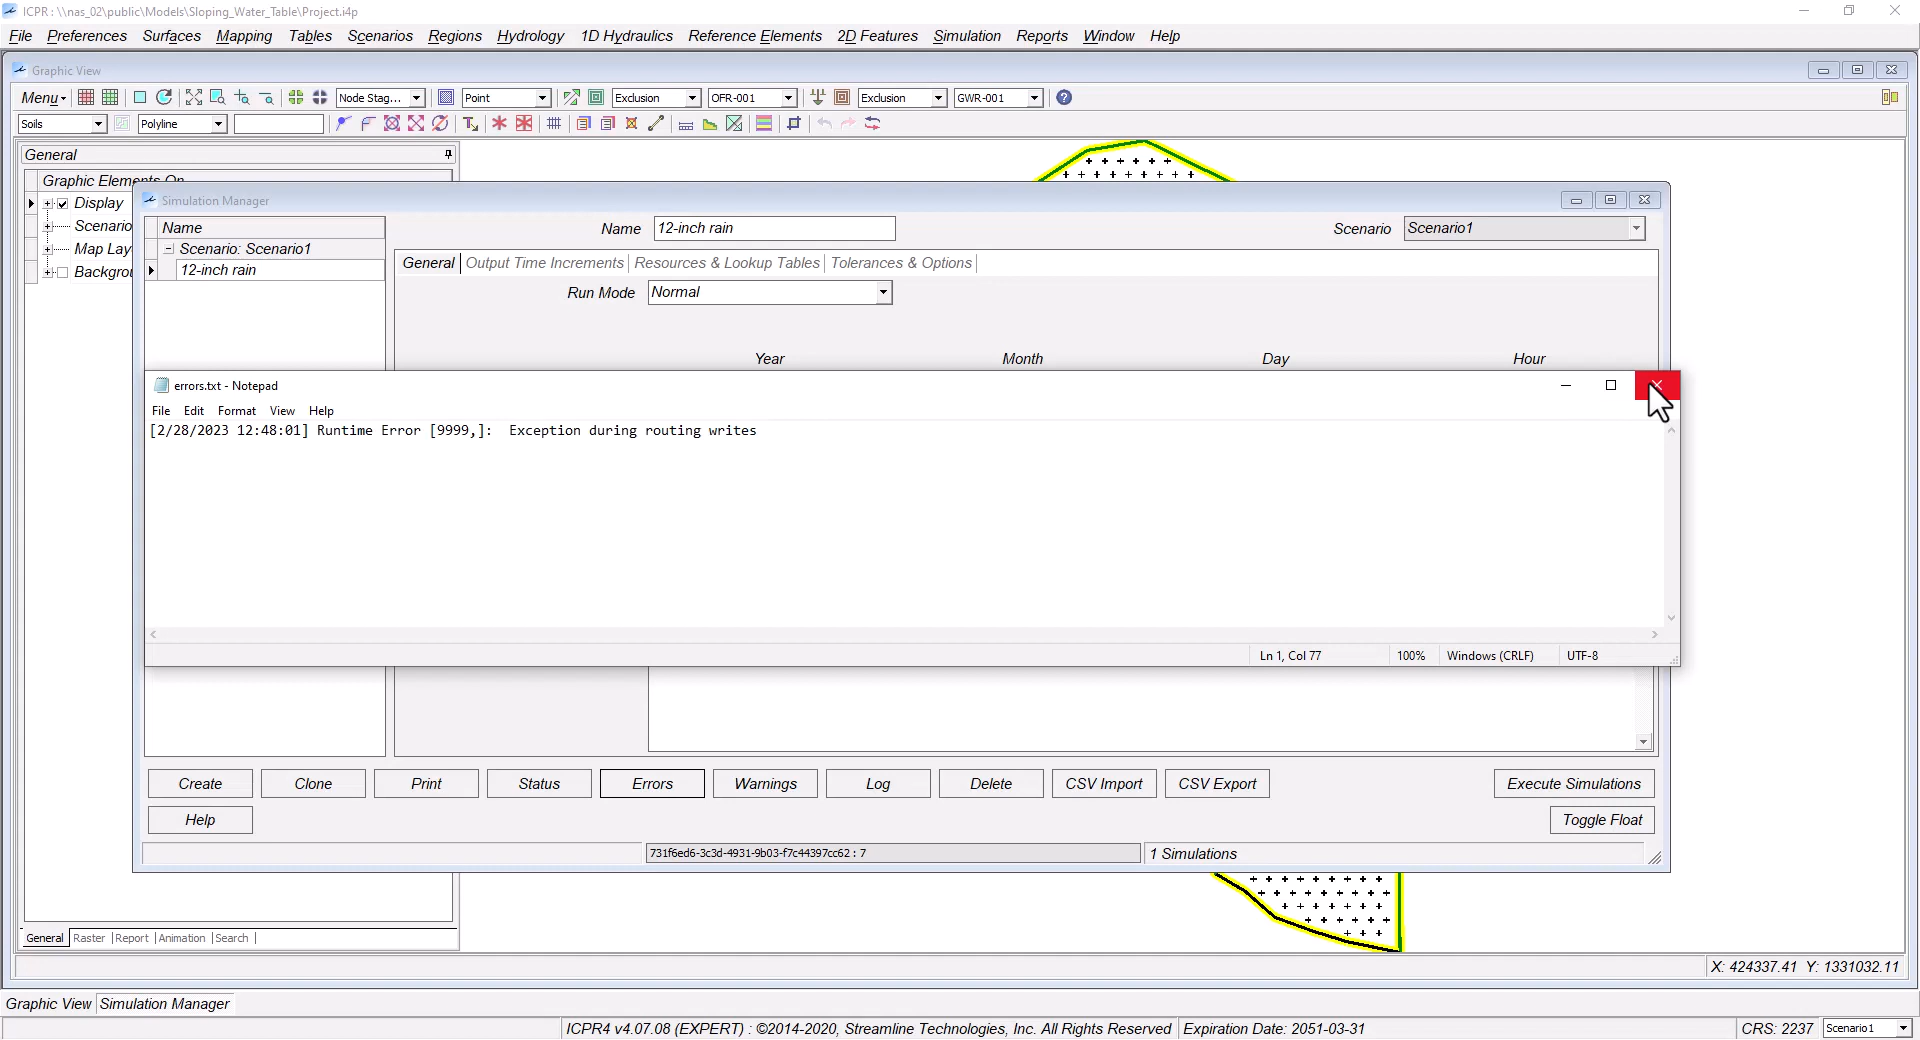 ICPR : \\nas_02\public\Models\Sloping_Water_Table\Project.i4p
File Preferences Surfaces Mapping Tables Scenarios Regions Hydrology 1D Hydraulics Reference Elements 2D Features Simulation Reports Window Help
Graphic View
Menu Node Stag... Point Exclusion OFR-001 Exclusion GWR-001
Soils Polyline
General
Graphic Elements On
Display
Scenario
Map Lay
Backgrou
Simulation Manager
Name
Scenario: Scenario1
12-inch rain
Name 12-inch rain Scenario Scenario1
General Output Time Increments Resources & Lookup Tables Tolerances & Options
Run Mode Normal
Year Month Day Hour
errors.txt - Notepad
File Edit Format View Help
[2/28/2023 12:48:01] Runtime Error [9999,]:  Exception during routing writes
Ln 1, Col 77 100% Windows (CRLF) UTF-8
Create Clone Print Status Errors Warnings Log Delete CSV Import CSV Export Execute Simulations
Help Toggle Float
731f6ed6-3c3d-4931-9b03-f7c44397cc62 : 7 1 Simulations
General Raster Report Animation Search
X: 424337.41 Y: 1331032.11
Graphic View Simulation Manager
ICPR4 v4.07.08 (EXPERT) : ©2014-2020, Streamline Technologies, Inc. All Rights Reserved Expiration Date: 2051-03-31 CRS: 2237 Scenario1